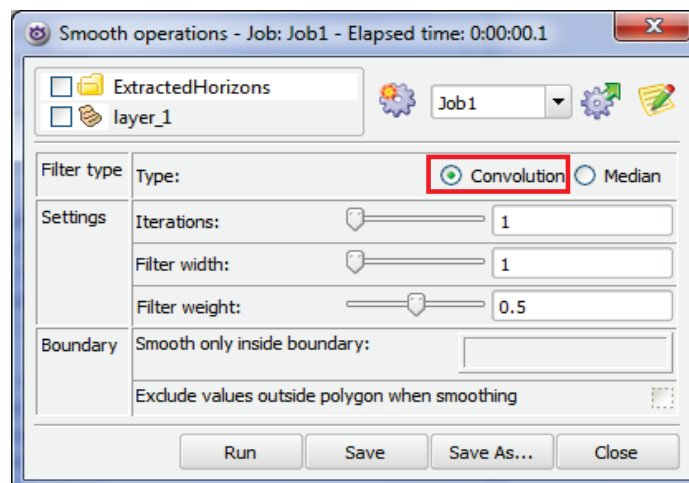 Smooth operations - Job: Job1 - Elapsed time: 0:00:00.1
ExtractedHorizons
layer_1
Job1
Filter type
Type:
Convolution
Median
Settings
Iterations:
1
Filter width:
1
Filter weight:
0.5
Boundary
Smooth only inside boundary:
Exclude values outside polygon when smoothing
Run
Save
Save As...
Close